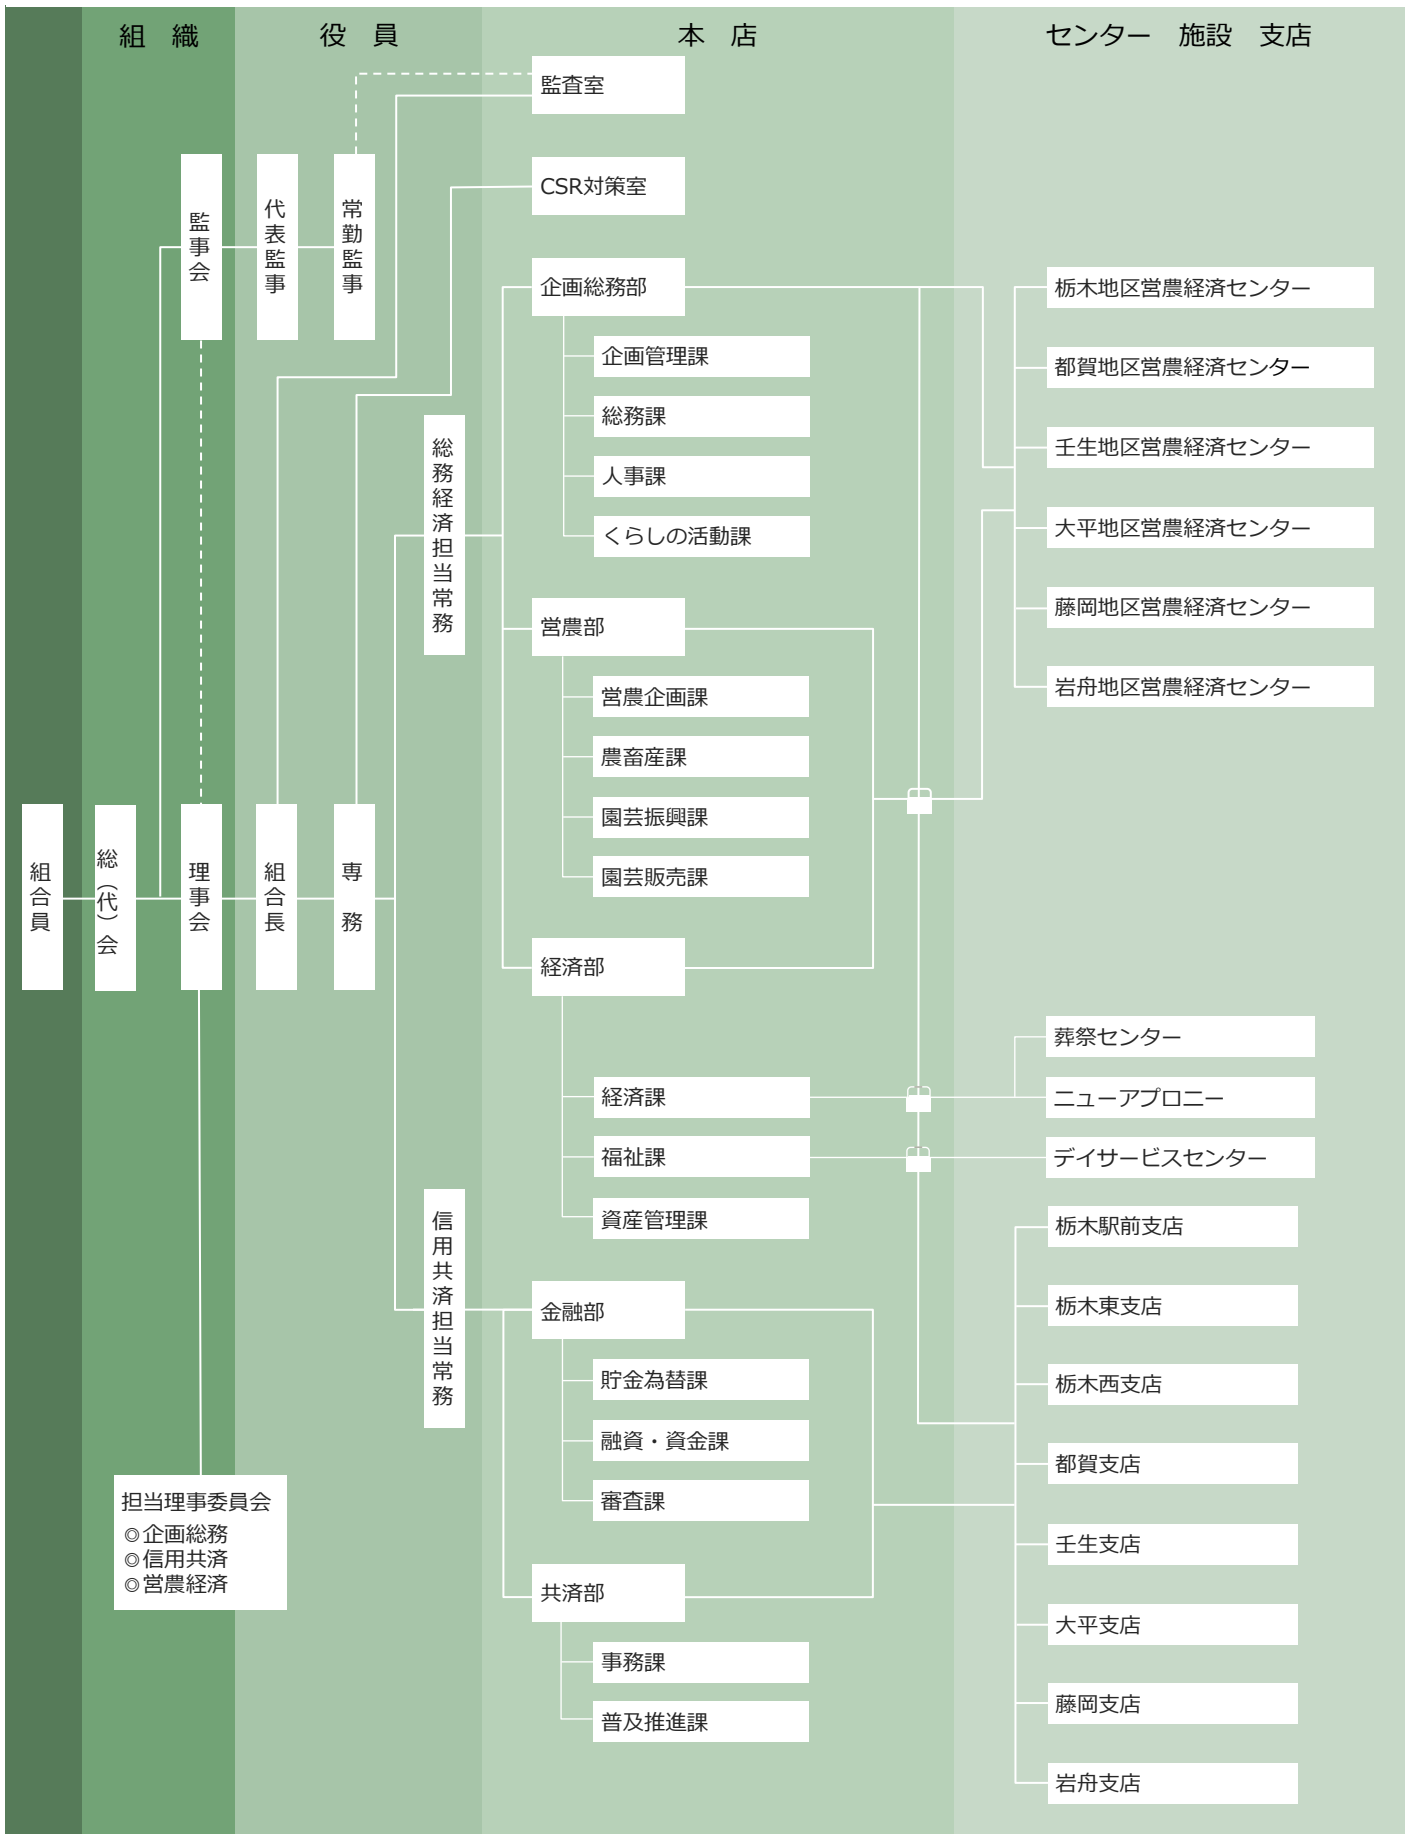 組　織
役　員
本　店
センター　施設　支店
組合員
総（代）会
監事会
理事会
担当理事委員会
◎企画総務
◎信用共済
◎営農経済
代表監事
常勤監事
組合長
専　務
総務経済担当常務
信用共済担当常務
監査室
CSR対策室
企画総務部
企画管理課
総務課
人事課
くらしの活動課
営農部
営農企画課
農畜産課
園芸振興課
園芸販売課
経済部
経済課
福祉課
資産管理課
金融部
貯金為替課
融資・資金課
審査課
共済部
事務課
普及推進課
栃木地区営農経済センター
都賀地区営農経済センター
壬生地区営農経済センター
大平地区営農経済センター
藤岡地区営農経済センター
岩舟地区営農経済センター
葬祭センター
ニューアプロニー
デイサービスセンター
栃木駅前支店
栃木東支店
栃木西支店
都賀支店
壬生支店
大平支店
藤岡支店
岩舟支店